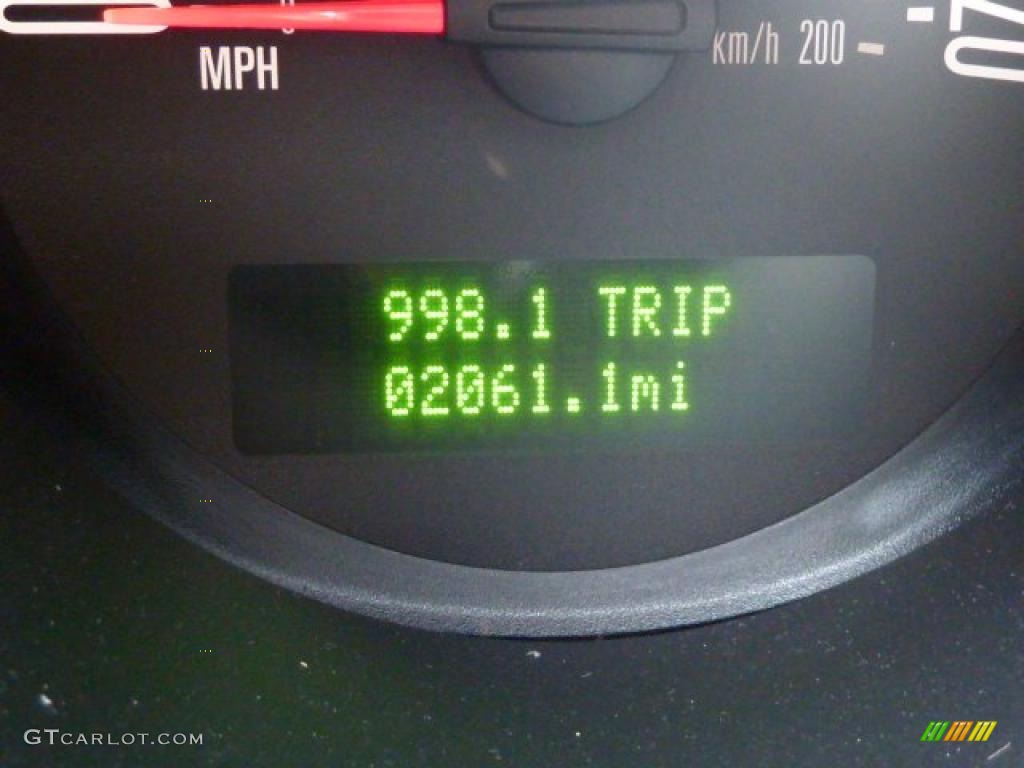 MPH
km/h 200
998.1 TRIP
02061.1mi
GTCARLOT.COM